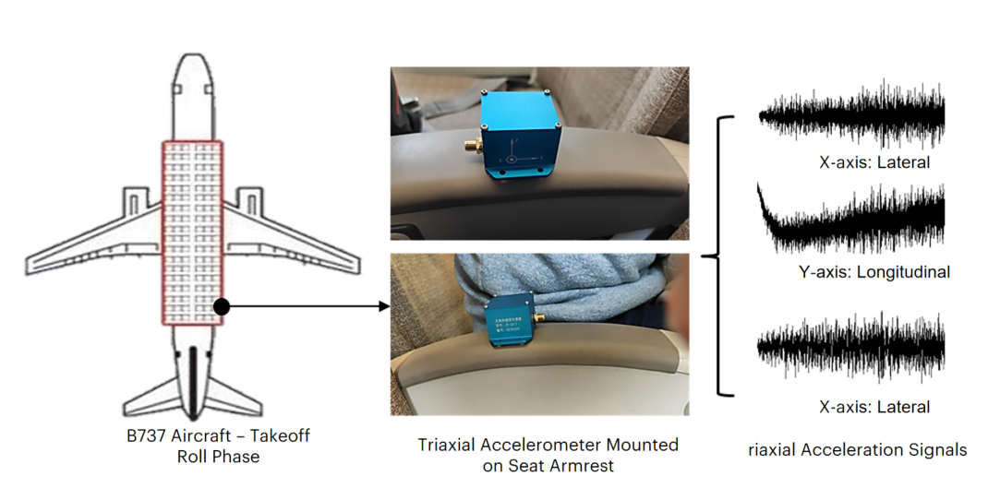 X-axis: Lateral
Y-axis: Longitudinal
X-axis: Lateral
B737 Aircraft – Takeoff
Roll Phase
Triaxial Accelerometer Mounted
on Seat Armrest
riaxial Acceleration Signals